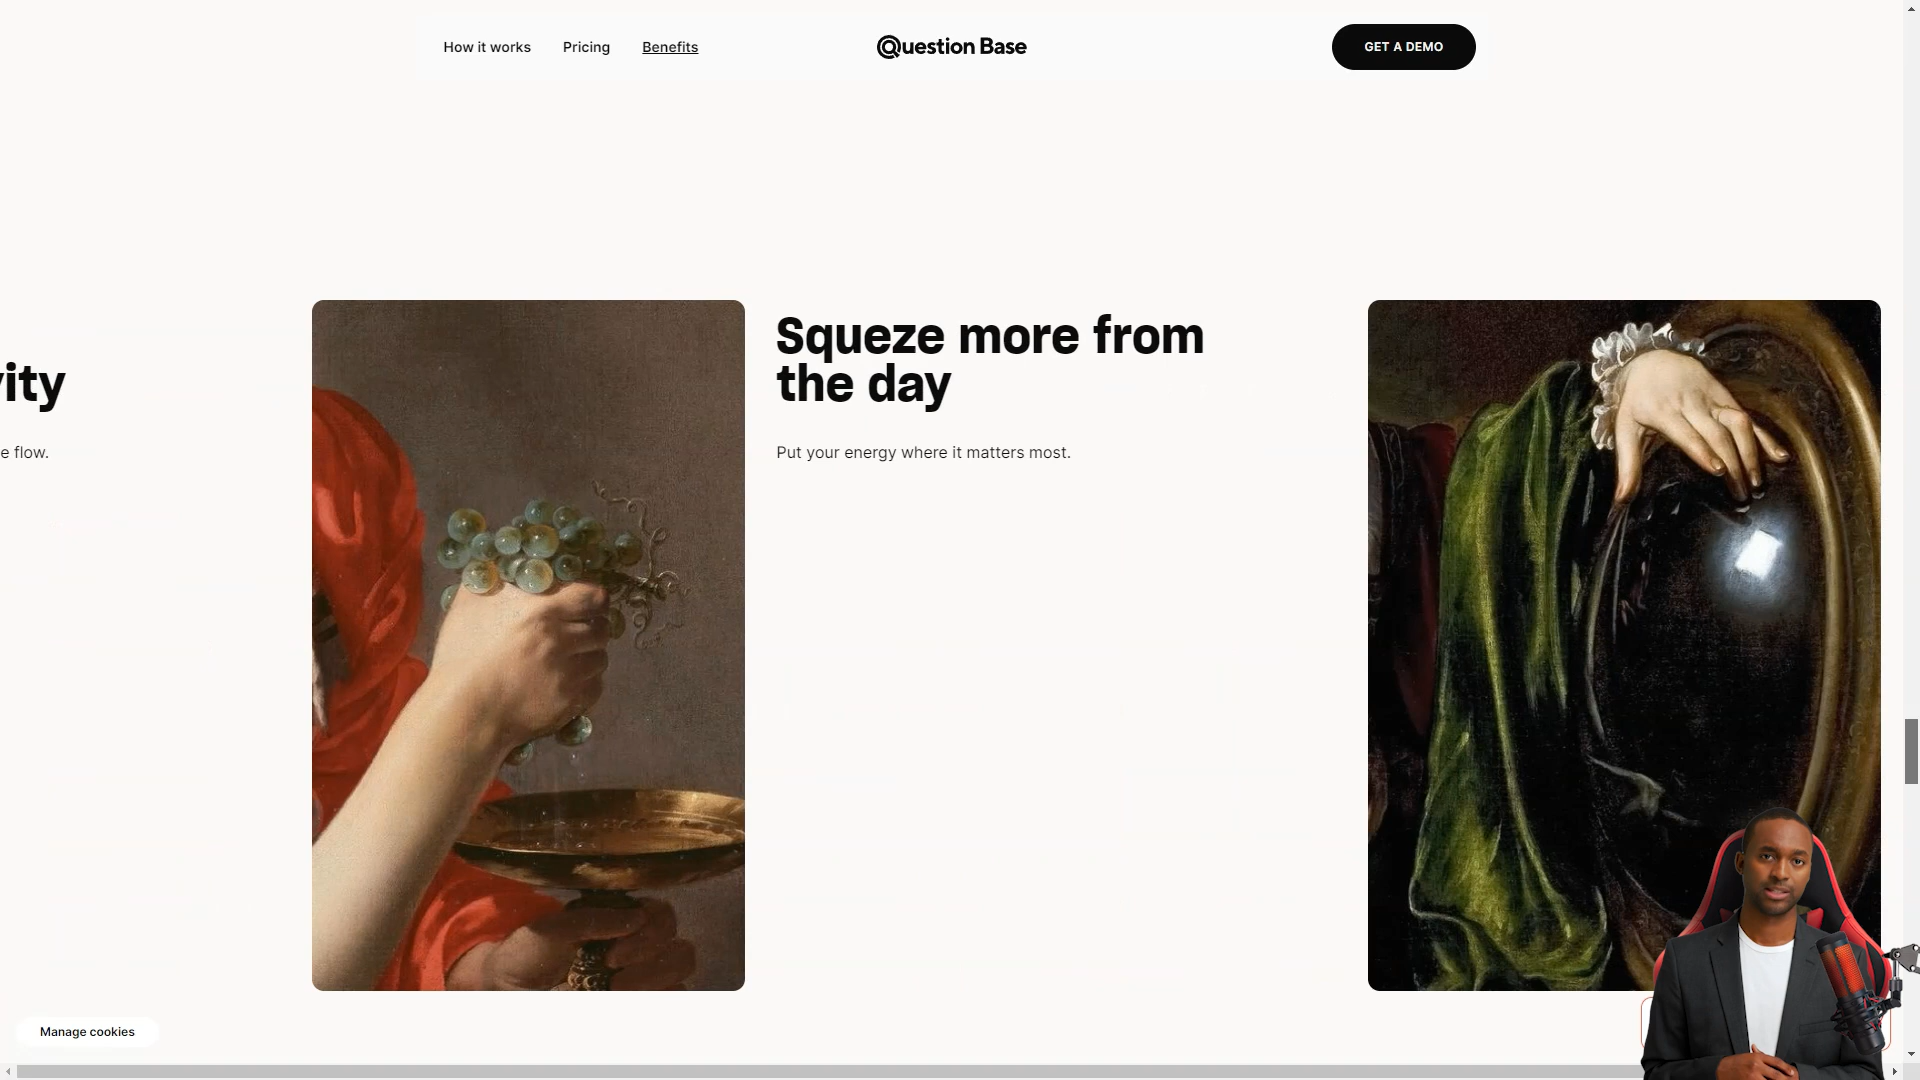 How it works
Pricing
Benefits
Question Base
GET A DEMO
vity
e flow.
Squeze more from
the day
Put your energy where it matters most.
Manage cookies